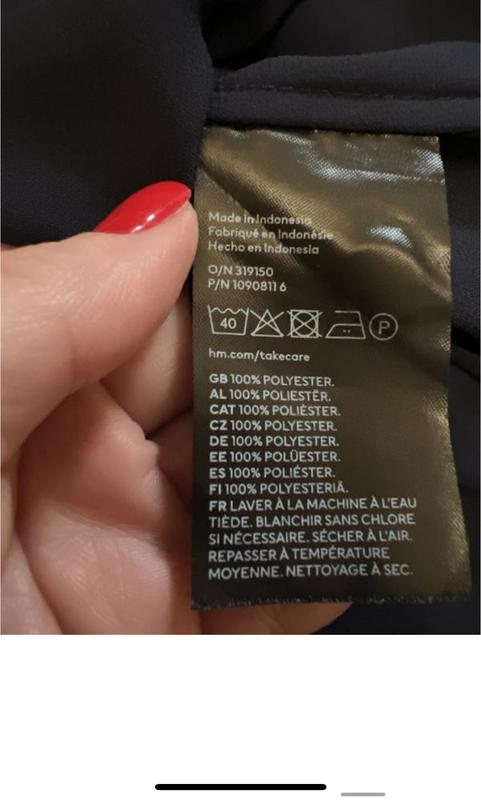 Made in Indonesia
Fabriqué en Indonésie
Hecho en Indonesia
O/N 319150
P/N 1090811 6
40
P
hm.com/takecare
GB 100% POLYESTER.
AL 100% POLIESTËR.
CAT 100% POLIÈSTER.
CZ 100% POLYESTER.
DE 100% POLYESTER.
EE 100% POLÜESTER.
ES 100% POLIÉSTER.
FI 100% POLYESTERIÄ.
FR LAVER À LA MACHINE À L'EAU
TIÈDE. BLANCHIR SANS CHLORE
SI NÉCESSAIRE. SÉCHER À L'AIR.
REPASSER À TEMPÉRATURE
MOYENNE. NETTOYAGE À SEC.